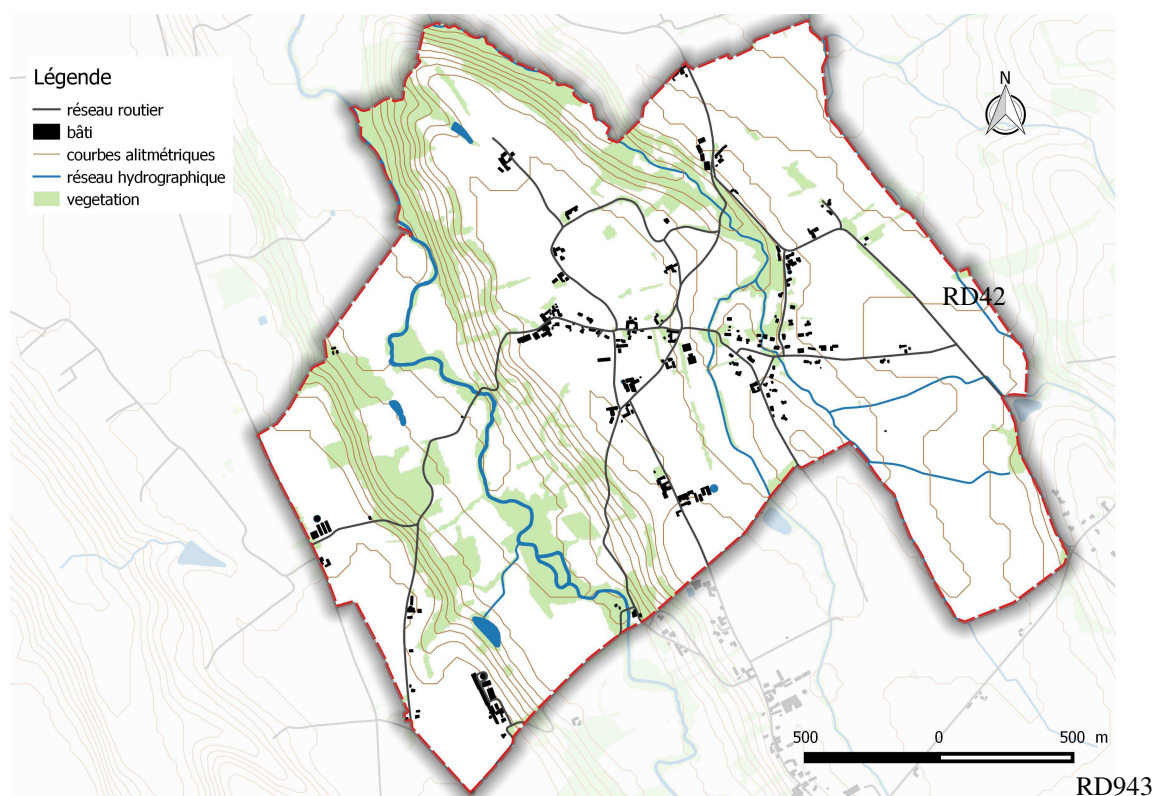 Légende
réseau routier
bâti
courbes alitmétriques
réseau hydrographique
vegetation
N
RD42
500 0 500 m
RD943